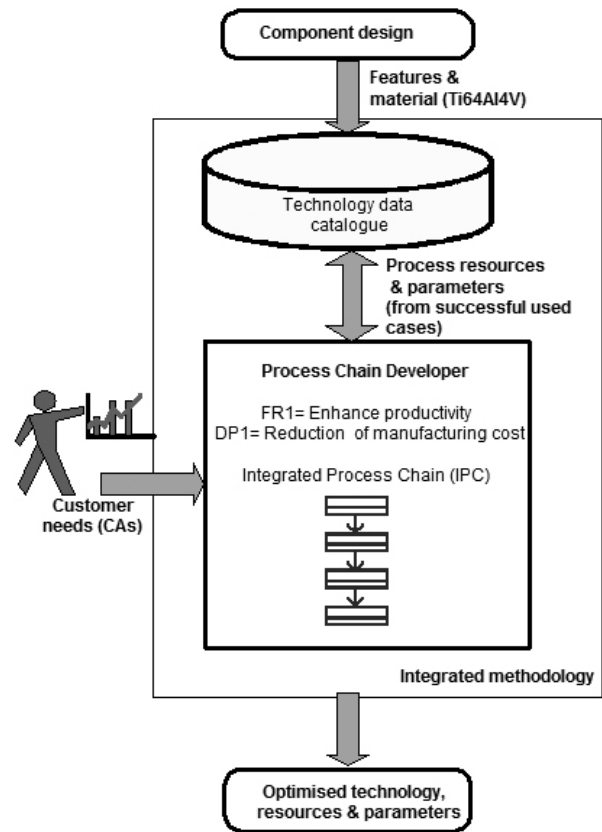 Component design
Features &
material (Ti64Al4V)
Technology data
catalogue
Process resources
& parameters
(from successful used
cases)
Process Chain Developer
FR1= Enhance productivity
DP1= Reduction of manufacturing cost
Integrated Process Chain (IPC)
Customer
needs (CAs)
Integrated methodology
Optimised technology,
resources & parameters